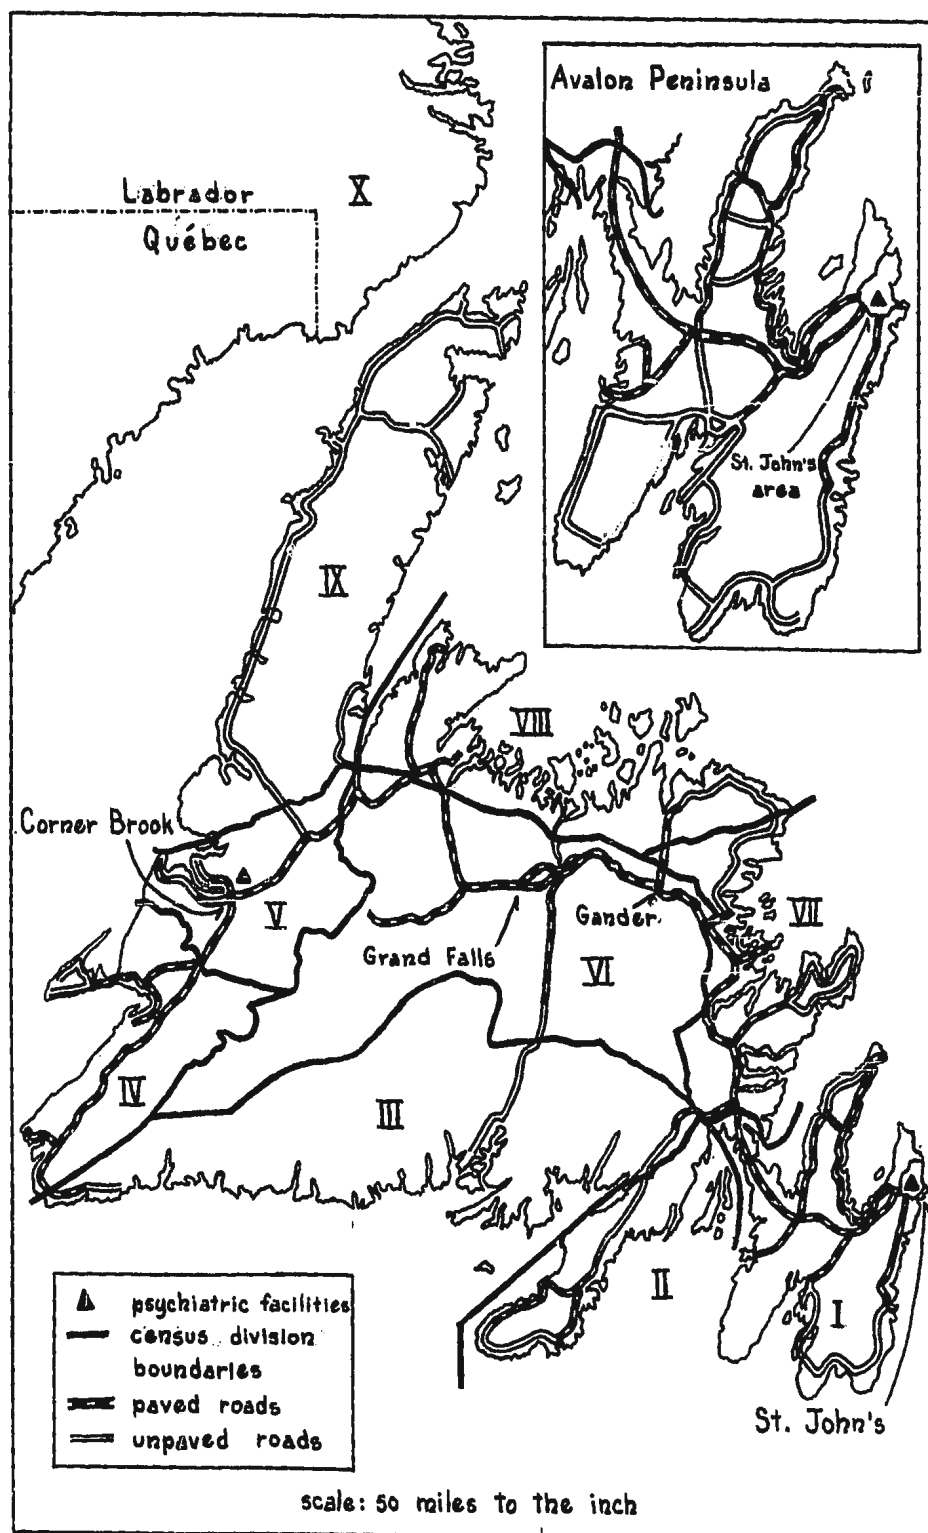 Avalon Peninsula
Labrador
Québec
X
St. John's
area
IX
VIII
Corner Brook
V
Grand Falls
Gander
VI
VII
IV
III
II
I
St. John's
psychiatric facilities
census division
boundaries
paved roads
unpaved roads
scale: 50 miles to the inch